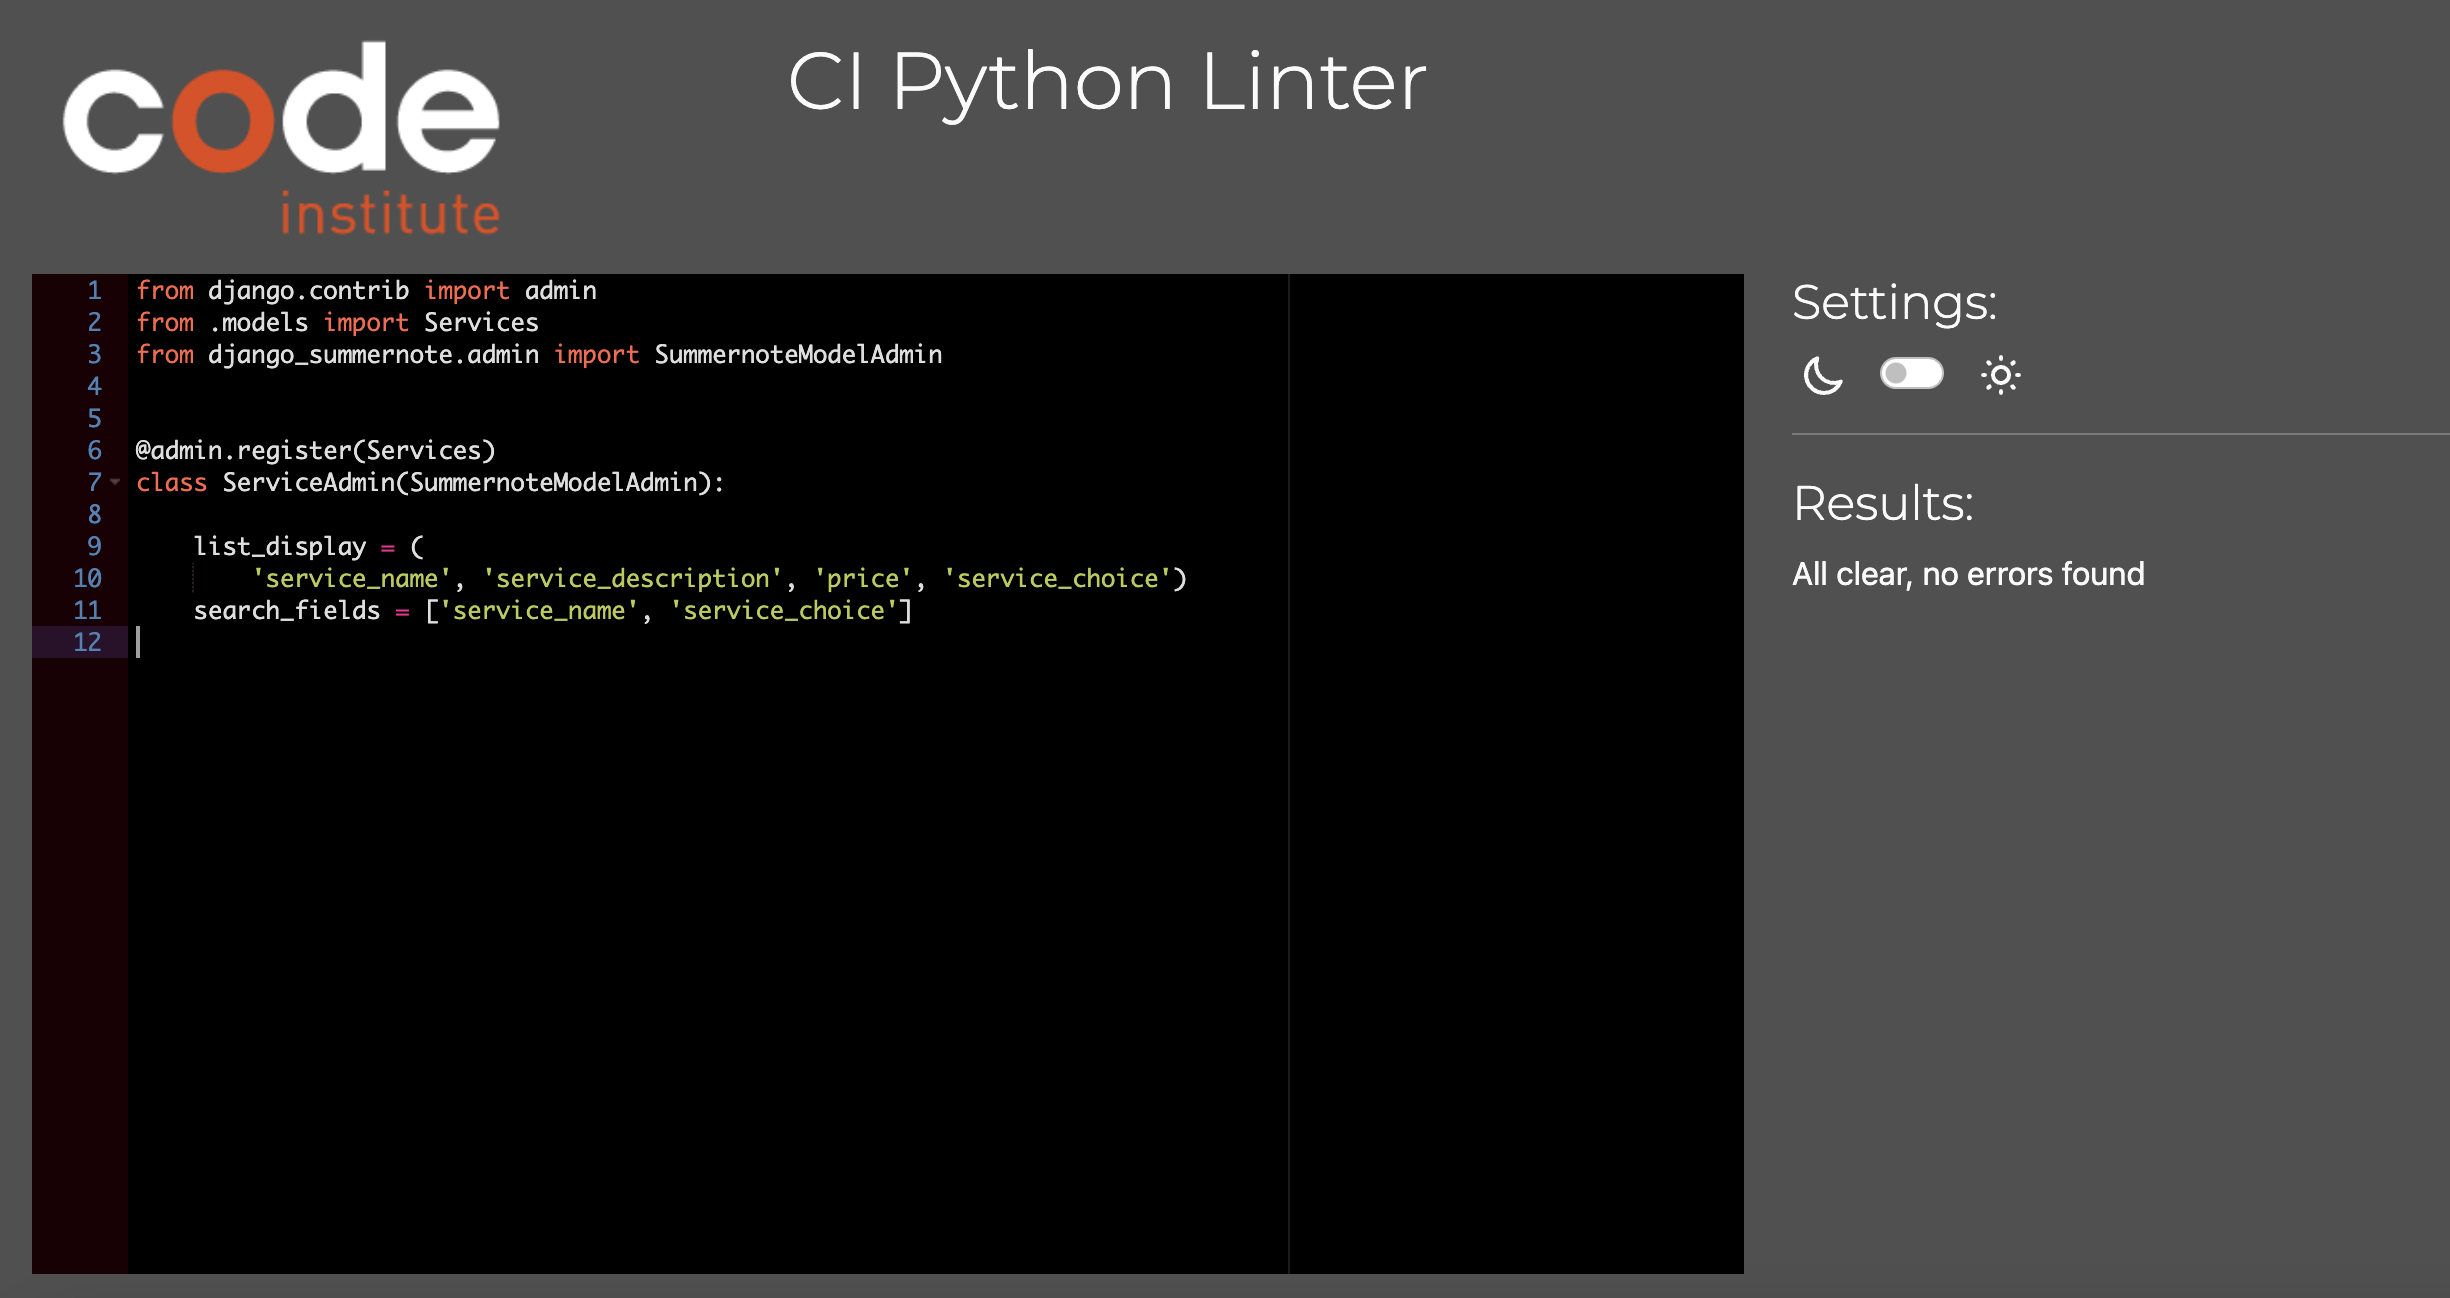 code
institute
CI Python Linter
1 from django.contrib import admin
2 from .models import Services
3 from django_summernote.admin import SummernoteModelAdmin
4
5
6 @admin.register(Services)
7 class ServiceAdmin(SummernoteModelAdmin):
8
9     list_display = (
10         'service_name', 'service_description', 'price', 'service_choice')
11     search_fields = ['service_name', 'service_choice']
12
Settings:
Results:
All clear, no errors found